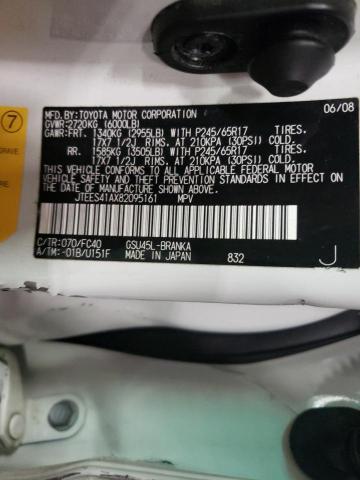 7
RAVE.
MFD.BY:TOYOTA MOTOR CORPORATION 06/08
GVWR:2720KG (6000LB)
GAWR:FRT. 1340KG (2955LB) WITH P245/65R17 TIRES.
17X7 1/2J RIMS. AT 210KPA (30PSI) COLD.
RR. 1585KG (3505LB) WITH P245/65R17 TIRES.
17X7 1/2J RIMS. AT 210KPA (30PSI) COLD.
THIS VEHICLE CONFORMS TO ALL APPLICABLE FEDERAL MOTOR
VEHICLE SAFETY STANDARDS IN EFFECT ON THE DATE OF
MANUFACTURE SHOWN ABOVE.
JTEES41AX82095161 MPV
C/TR:070/FC40 GSU45L-BRANKA
A/TM:-01B/U151F MADE IN JAPAN 832 J